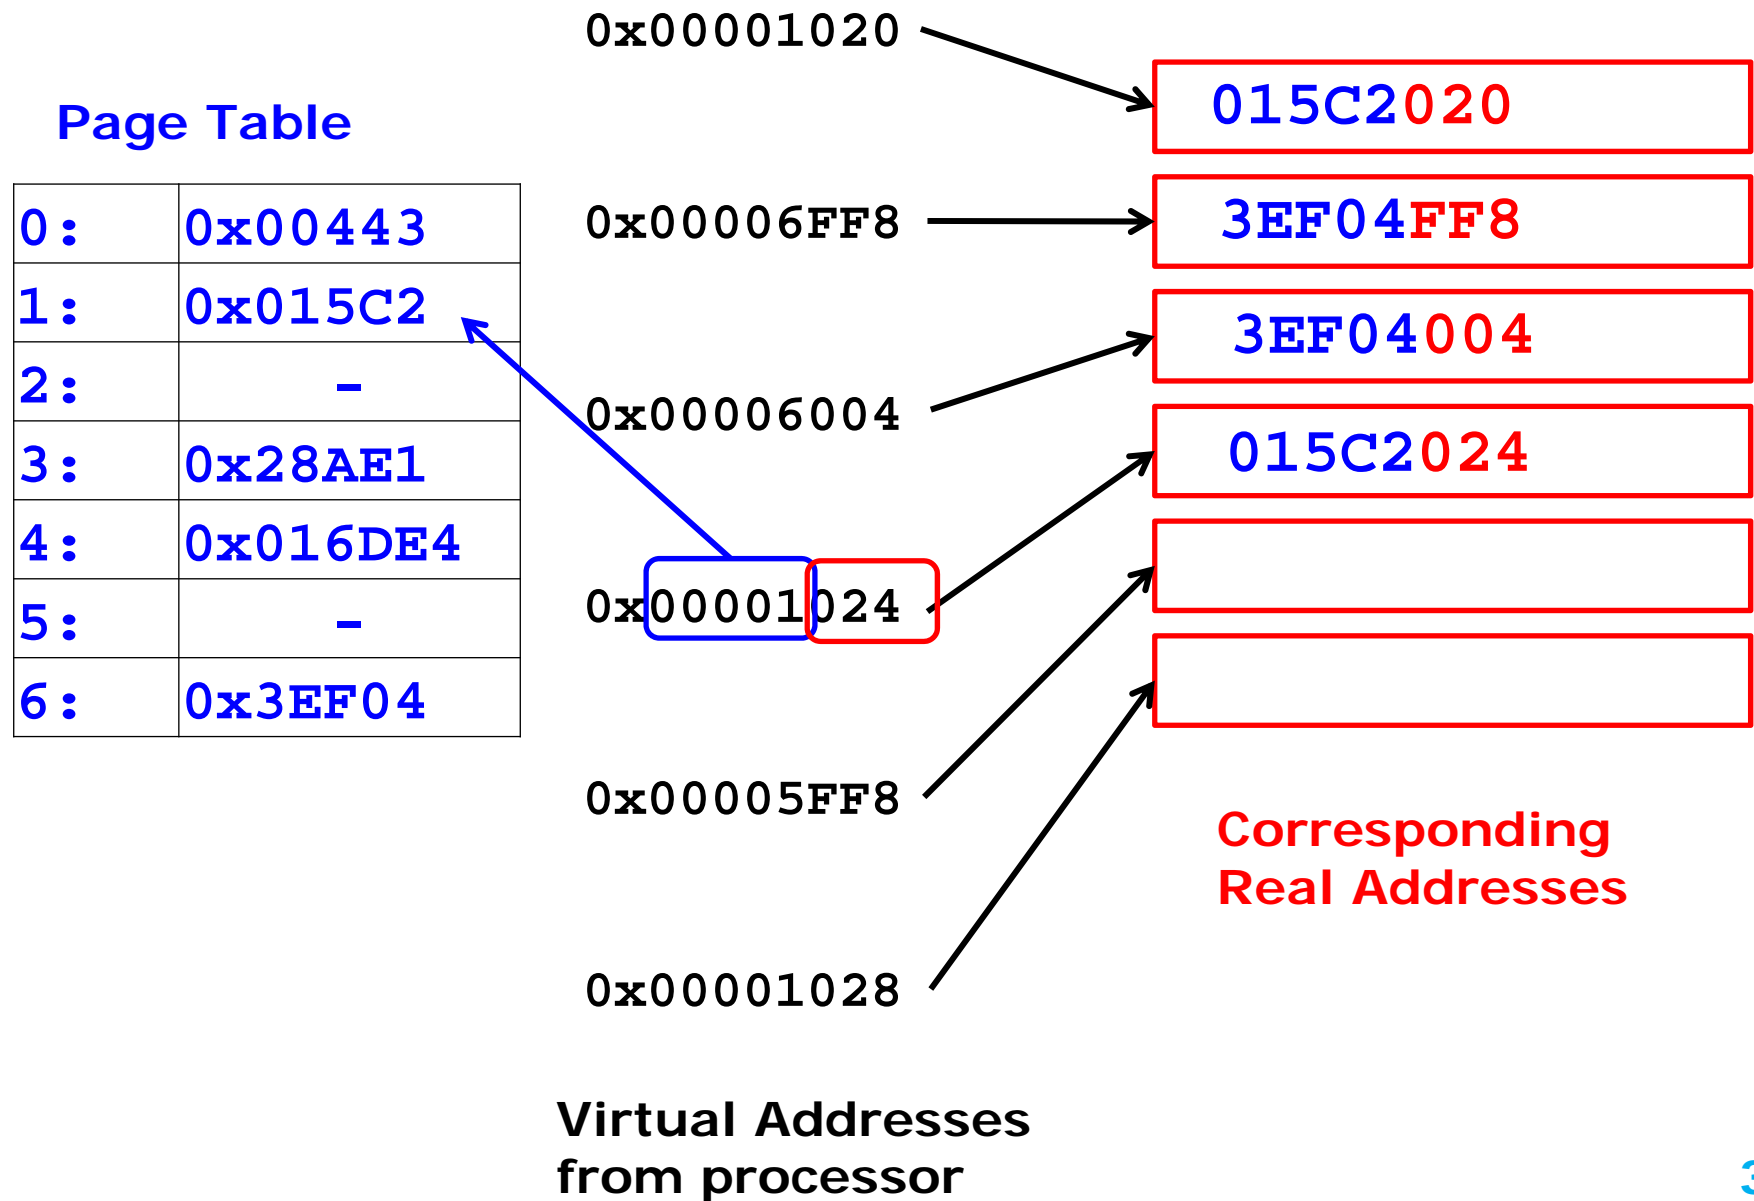 Page Table
0: 0x00443
1: 0x015C2
2: -
3: 0x28AE1
4: 0x016DE4
5: -
6: 0x3EF04
0x00001020
0x00006FF8
0x00006004
0x00001024
0x00005FF8
0x00001028
Virtual Addresses
from processor
015C2020
3EF04FF8
3EF04004
015C2024
Corresponding
Real Addresses